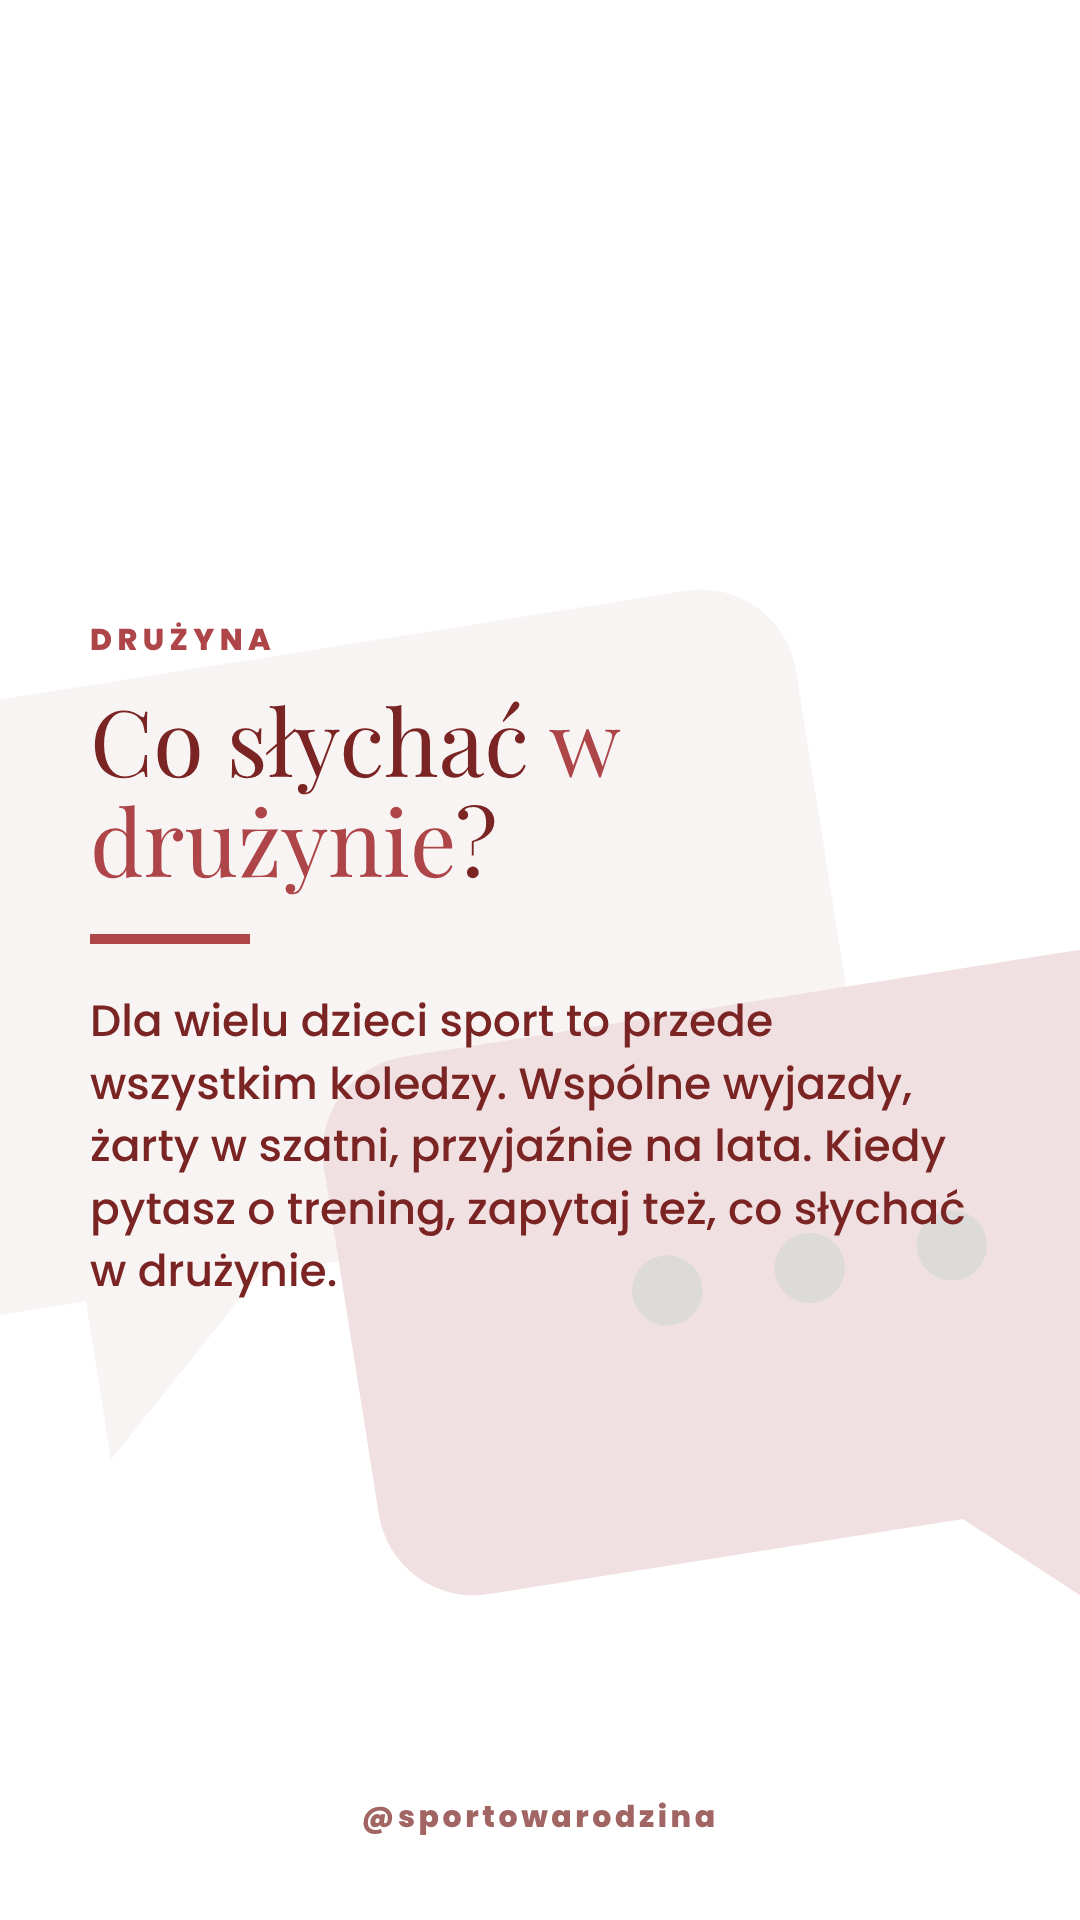 DRUŻYNA
Co słychać w
drużynie?
Dla wielu dzieci sport to przede
wszystkim koledzy. Wspólne wyjazdy,
żarty w szatni, przyjaźnie na lata. Kiedy
pytasz o trening, zapytaj też, co słychać
w drużynie.
@sportowarodzina